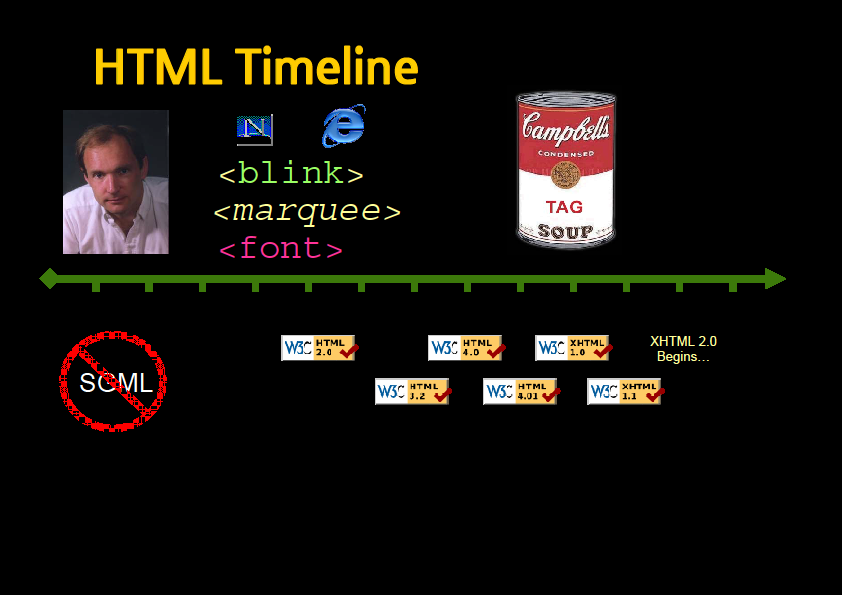 HTML Timeline
N
e
<blink>
<marquee>
<font>
Campbell's
CONDENSED
TAG
SOUP
SGML
W3C HTML 2.0
W3C HTML 4.0
W3C XHTML 1.0
XHTML 2.0
Begins...
W3C HTML 3.2
W3C HTML 4.01
W3C XHTML 1.1